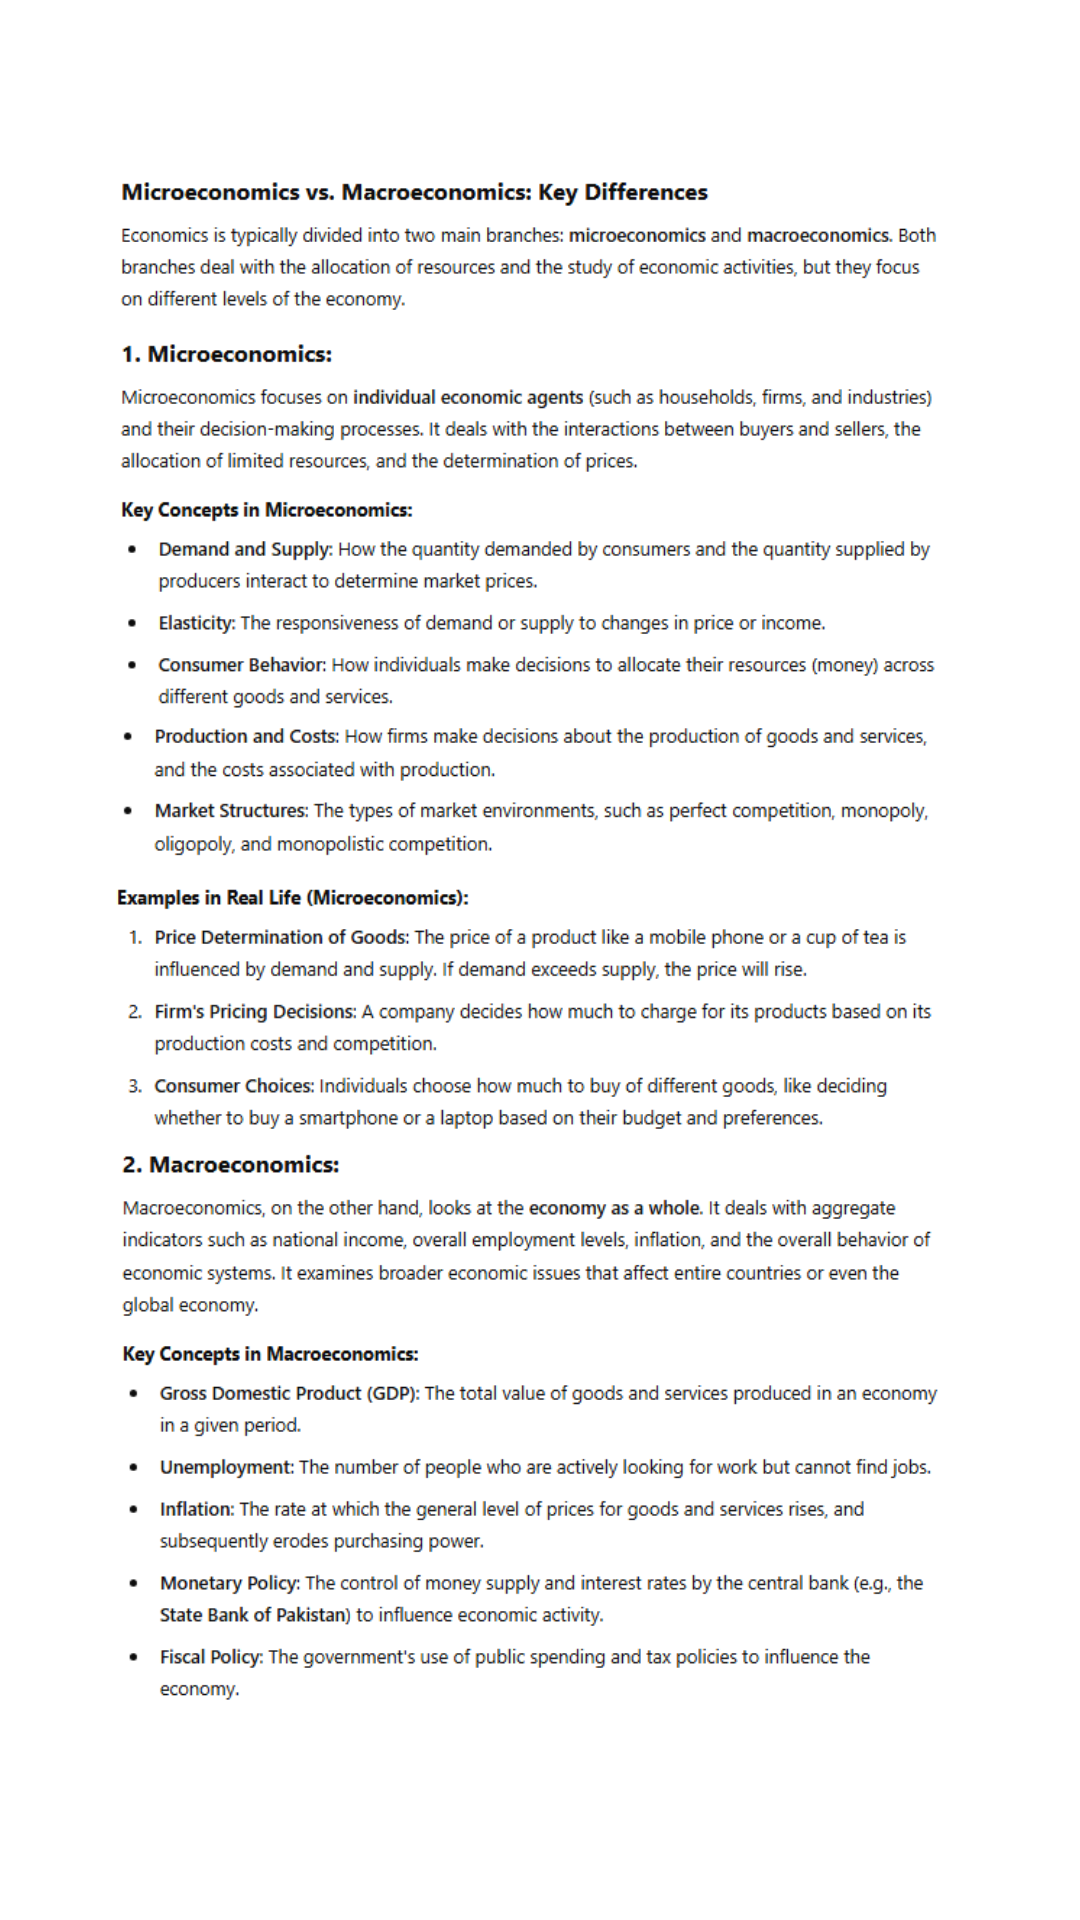 Microeconomics vs. Macroeconomics: Key Differences
Economics is typically divided into two main branches: microeconomics and macroeconomics. Both
branches deal with the allocation of resources and the study of economic activities, but they focus
on different levels of the economy.
1. Microeconomics:
Microeconomics focuses on individual economic agents (such as households, firms, and industries)
and their decision-making processes. It deals with the interactions between buyers and sellers, the
allocation of limited resources, and the determination of prices.
Key Concepts in Microeconomics:
• Demand and Supply: How the quantity demanded by consumers and the quantity supplied by
producers interact to determine market prices.
• Elasticity: The responsiveness of demand or supply to changes in price or income.
• Consumer Behavior: How individuals make decisions to allocate their resources (money) across
different goods and services.
• Production and Costs: How firms make decisions about the production of goods and services,
and the costs associated with production.
• Market Structures: The types of market environments, such as perfect competition, monopoly,
oligopoly, and monopolistic competition.
Examples in Real Life (Microeconomics):
1. Price Determination of Goods: The price of a product like a mobile phone or a cup of tea is
influenced by demand and supply. If demand exceeds supply, the price will rise.
2. Firm's Pricing Decisions: A company decides how much to charge for its products based on its
production costs and competition.
3. Consumer Choices: Individuals choose how much to buy of different goods, like deciding
whether to buy a smartphone or a laptop based on their budget and preferences.
2. Macroeconomics:
Macroeconomics, on the other hand, looks at the economy as a whole. It deals with aggregate
indicators such as national income, overall employment levels, inflation, and the overall behavior of
economic systems. It examines broader economic issues that affect entire countries or even the
global economy.
Key Concepts in Macroeconomics:
• Gross Domestic Product (GDP): The total value of goods and services produced in an economy
in a given period.
• Unemployment: The number of people who are actively looking for work but cannot find jobs.
• Inflation: The rate at which the general level of prices for goods and services rises, and
subsequently erodes purchasing power.
• Monetary Policy: The control of money supply and interest rates by the central bank (e.g., the
State Bank of Pakistan) to influence economic activity.
• Fiscal Policy: The government's use of public spending and tax policies to influence the
economy.